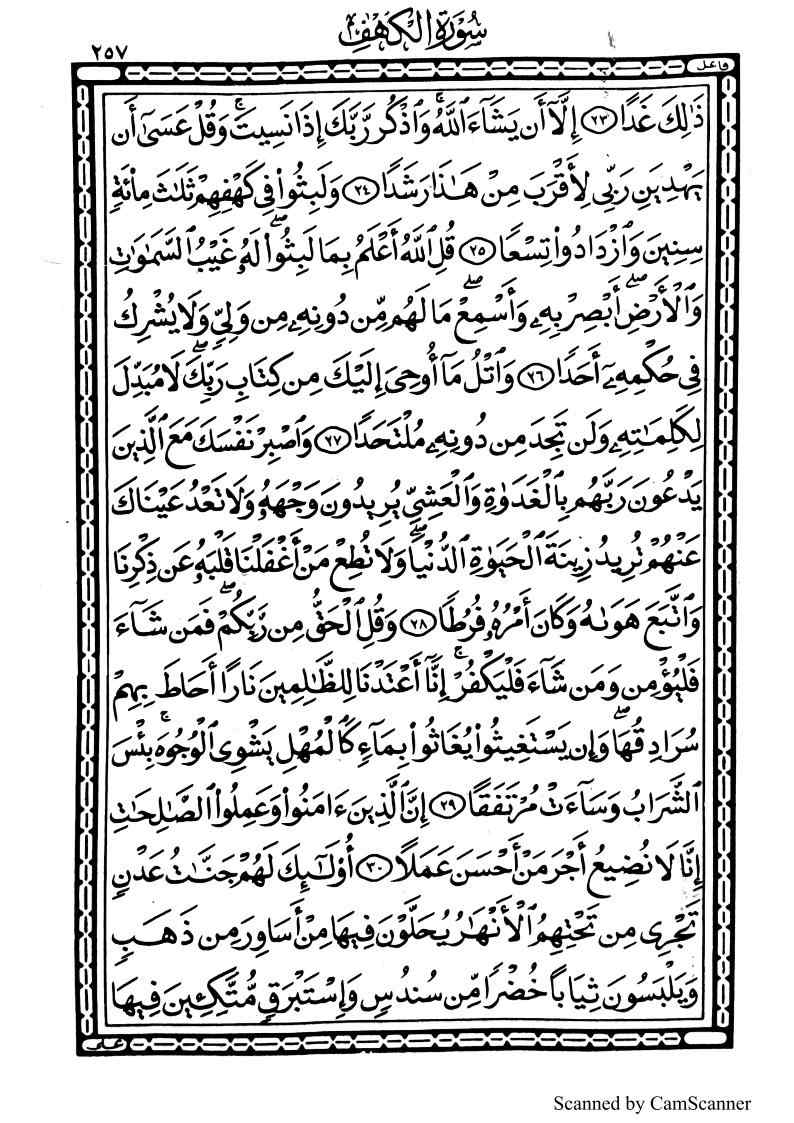 سُورَةُ الْكَهْفِ
٢٥٧
فاعل
ذَٰلِكَ غَدًا ٢٣ إِلَّآ أَن يَشَآءَ ٱللَّهُ ۚ وَٱذْكُر رَّبَّكَ إِذَا نَسِيتَ ۚ وَقُلْ عَسَىٰٓ أَن
يَهْدِيَنِ رَبِّى لِأَقْرَبَ مِنْ هَـٰذَا رَشَدًا ٢٤ وَلَبِثُوا۟ فِى كَهْفِهِمْ ثَلَـٰثَ مِا۟ئَةٍ
سِنِينَ وَٱزْدَادُوا۟ تِسْعًا ٢٥ قُلِ ٱللَّهُ أَعْلَمُ بِمَا لَبِثُوا۟ ۖ لَهُۥ غَيْبُ ٱلسَّمَـٰوَٰتِ
وَٱلْأَرْضِ ۖ أَبْصِرْ بِهِۦ وَأَسْمِعْ ۖ مَا لَهُم مِّن دُونِهِۦ مِن وَلِىٍّ وَلَا يُشْرِكُ
فِى حُكْمِهِۦٓ أَحَدًا ٢٦ وَٱتْلُ مَآ أُوحِىَ إِلَيْكَ مِن كِتَابِ رَبِّكَ ۖ لَا مُبَدِّلَ
لِكَلِمَـٰتِهِۦ وَلَن تَجِدَ مِن دُونِهِۦ مُلْتَحَدًا ٢٧ وَٱصْبِرْ نَفْسَكَ مَعَ ٱلَّذِينَ
يَدْعُونَ رَبَّهُم بِٱلْغَدَوٰةِ وَٱلْعَشِىِّ يُرِيدُونَ وَجْهَهُۥ وَلَا تَعْدُ عَيْنَاكَ
عَنْهُمْ تُرِيدُ زِينَةَ ٱلْحَيَوٰةِ ٱلدُّنْيَا ۖ وَلَا تُطِعْ مَنْ أَغْفَلْنَا قَلْبَهُۥ عَن ذِكْرِنَا
وَٱتَّبَعَ هَوَىٰهُ وَكَانَ أَمْرُهُۥ فُرُطًا ٢٨ وَقُلِ ٱلْحَقُّ مِن رَّبِّكُمْ ۖ فَمَن شَآءَ
فَلْيُؤْمِن وَمَن شَآءَ فَلْيَكْفُرْ ۚ إِنَّآ أَعْتَدْنَا لِلظَّـٰلِمِينَ نَارًا أَحَاطَ بِهِمْ
سُرَادِقُهَا ۚ وَإِن يَسْتَغِيثُوا۟ يُغَاثُوا۟ بِمَآءٍ كَٱلْمُهْلِ يَشْوِى ٱلْوُجُوهَ ۚ بِئْسَ
ٱلشَّرَابُ وَسَآءَتْ مُرْتَفَقًا ٢٩ إِنَّ ٱلَّذِينَ ءَامَنُوا۟ وَعَمِلُوا۟ ٱلصَّـٰلِحَـٰتِ
إِنَّا لَا نُضِيعُ أَجْرَ مَنْ أَحْسَنَ عَمَلًا ٣٠ أُو۟لَـٰٓئِكَ لَهُمْ جَنَّـٰتُ عَدْنٍ
تَجْرِى مِن تَحْتِهِمُ ٱلْأَنْهَـٰرُ يُحَلَّوْنَ فِيهَا مِنْ أَسَاوِرَ مِن ذَهَبٍ
وَيَلْبَسُونَ ثِيَابًا خُضْرًا مِّن سُندُسٍ وَإِسْتَبْرَقٍ مُّتَّكِـِٔينَ فِيهَا
على
Scanned by CamScanner